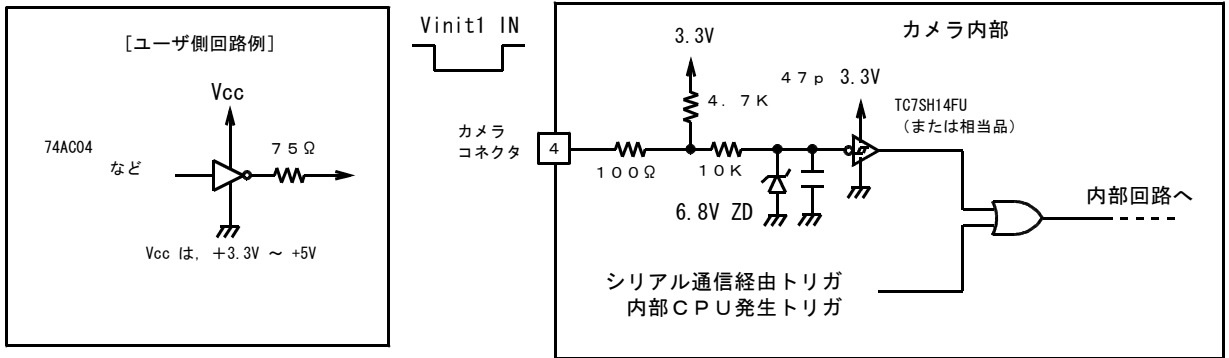 [ユーザ側回路例]
Vcc
74AC04
など
75Ω
Vcc は, +3.3V ~ +5V
Vinit1 IN
カメラ
コネクタ
4
カメラ内部
3.3V
4.7K
100Ω
10K
6.8V ZD
47p
3.3V
TC7SH14FU
(または相当品)
内部回路へ
シリアル通信経由トリガ
内部CPU発生トリガ